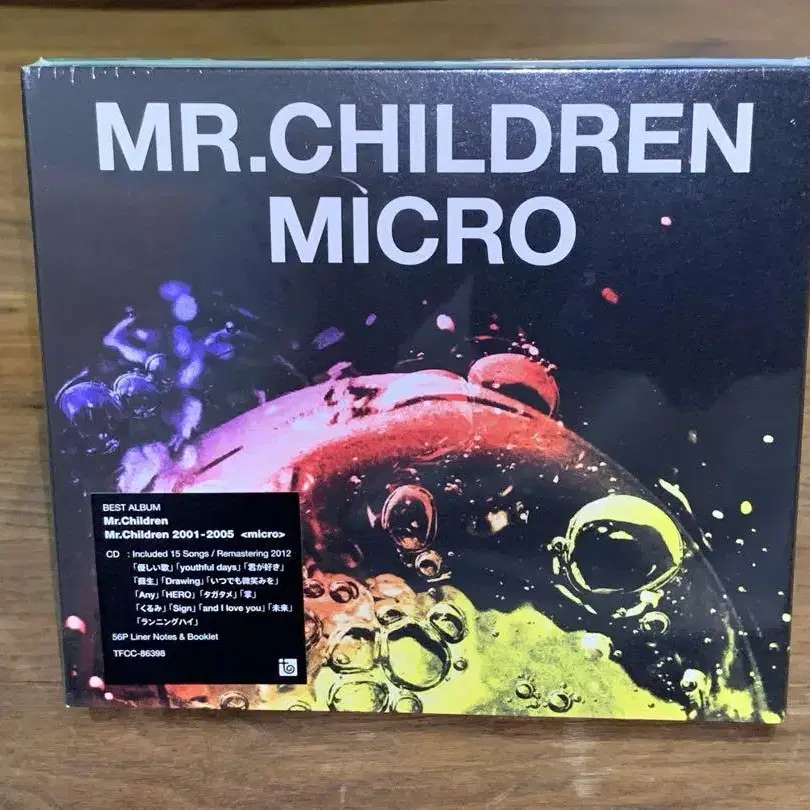 MR.CHILDREN
MICRO
BEST ALBUM
Mr.Children
Mr.Children 2001-2005 <micro>
CD : Included 15 Songs / Remastering 2012
「優しい歌」「youthful days」「君が好き」
「蘇生」「Drawing」「いつでも微笑みを」
「Any」「HERO」「タガタメ」「掌」
「くるみ」「Sign」「and I love you」「未来」
「ランニングハイ」
56P Liner Notes & Booklet
TFCC-86398